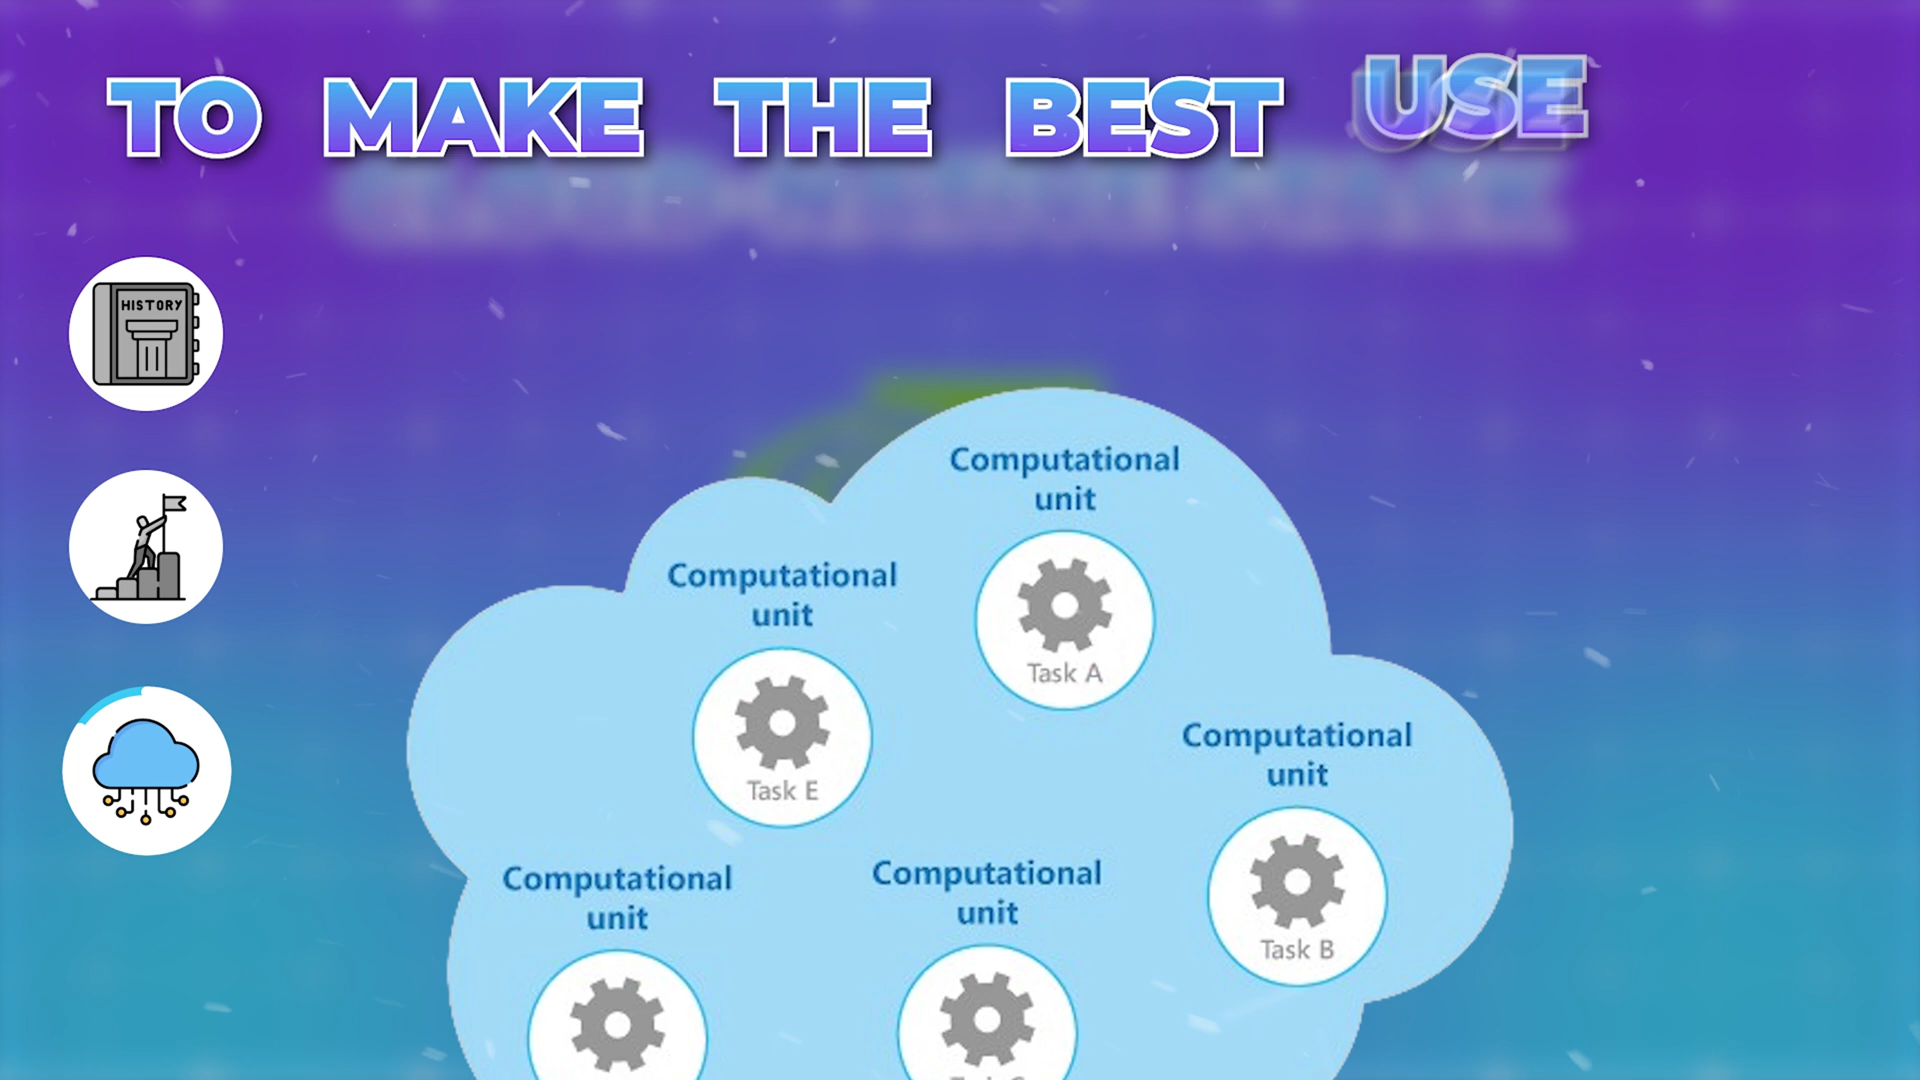 TO MAKE THE BEST USE
HISTORY
Computational
unit
Task A
Computational
unit
Task E
Computational
unit
Task B
Computational
unit
Computational
unit